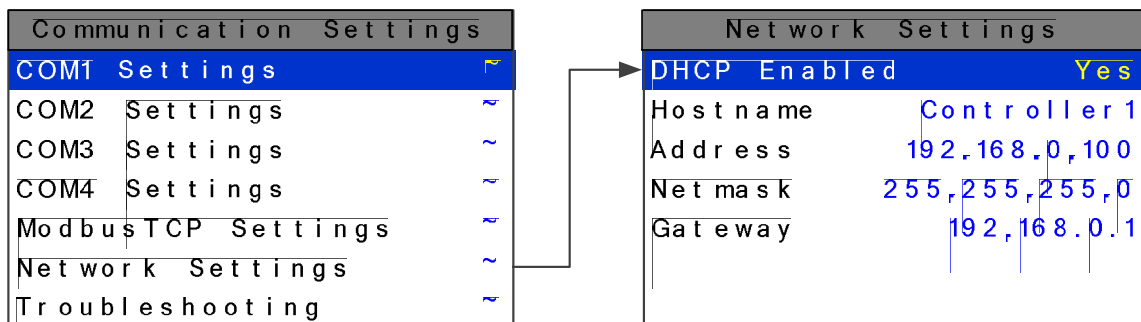 Communication Settings
COM1 Settings ~
COM2 Settings ~
COM3 Settings ~
COM4 Settings ~
ModbusTCP Settings ~
Network Settings ~
Troubleshooting ~
Network Settings
DHCP Enabled Yes
Hostname Controller1
Address 192.168.0.100
Netmask 255.255.255.0
Gateway 192.168.0.1